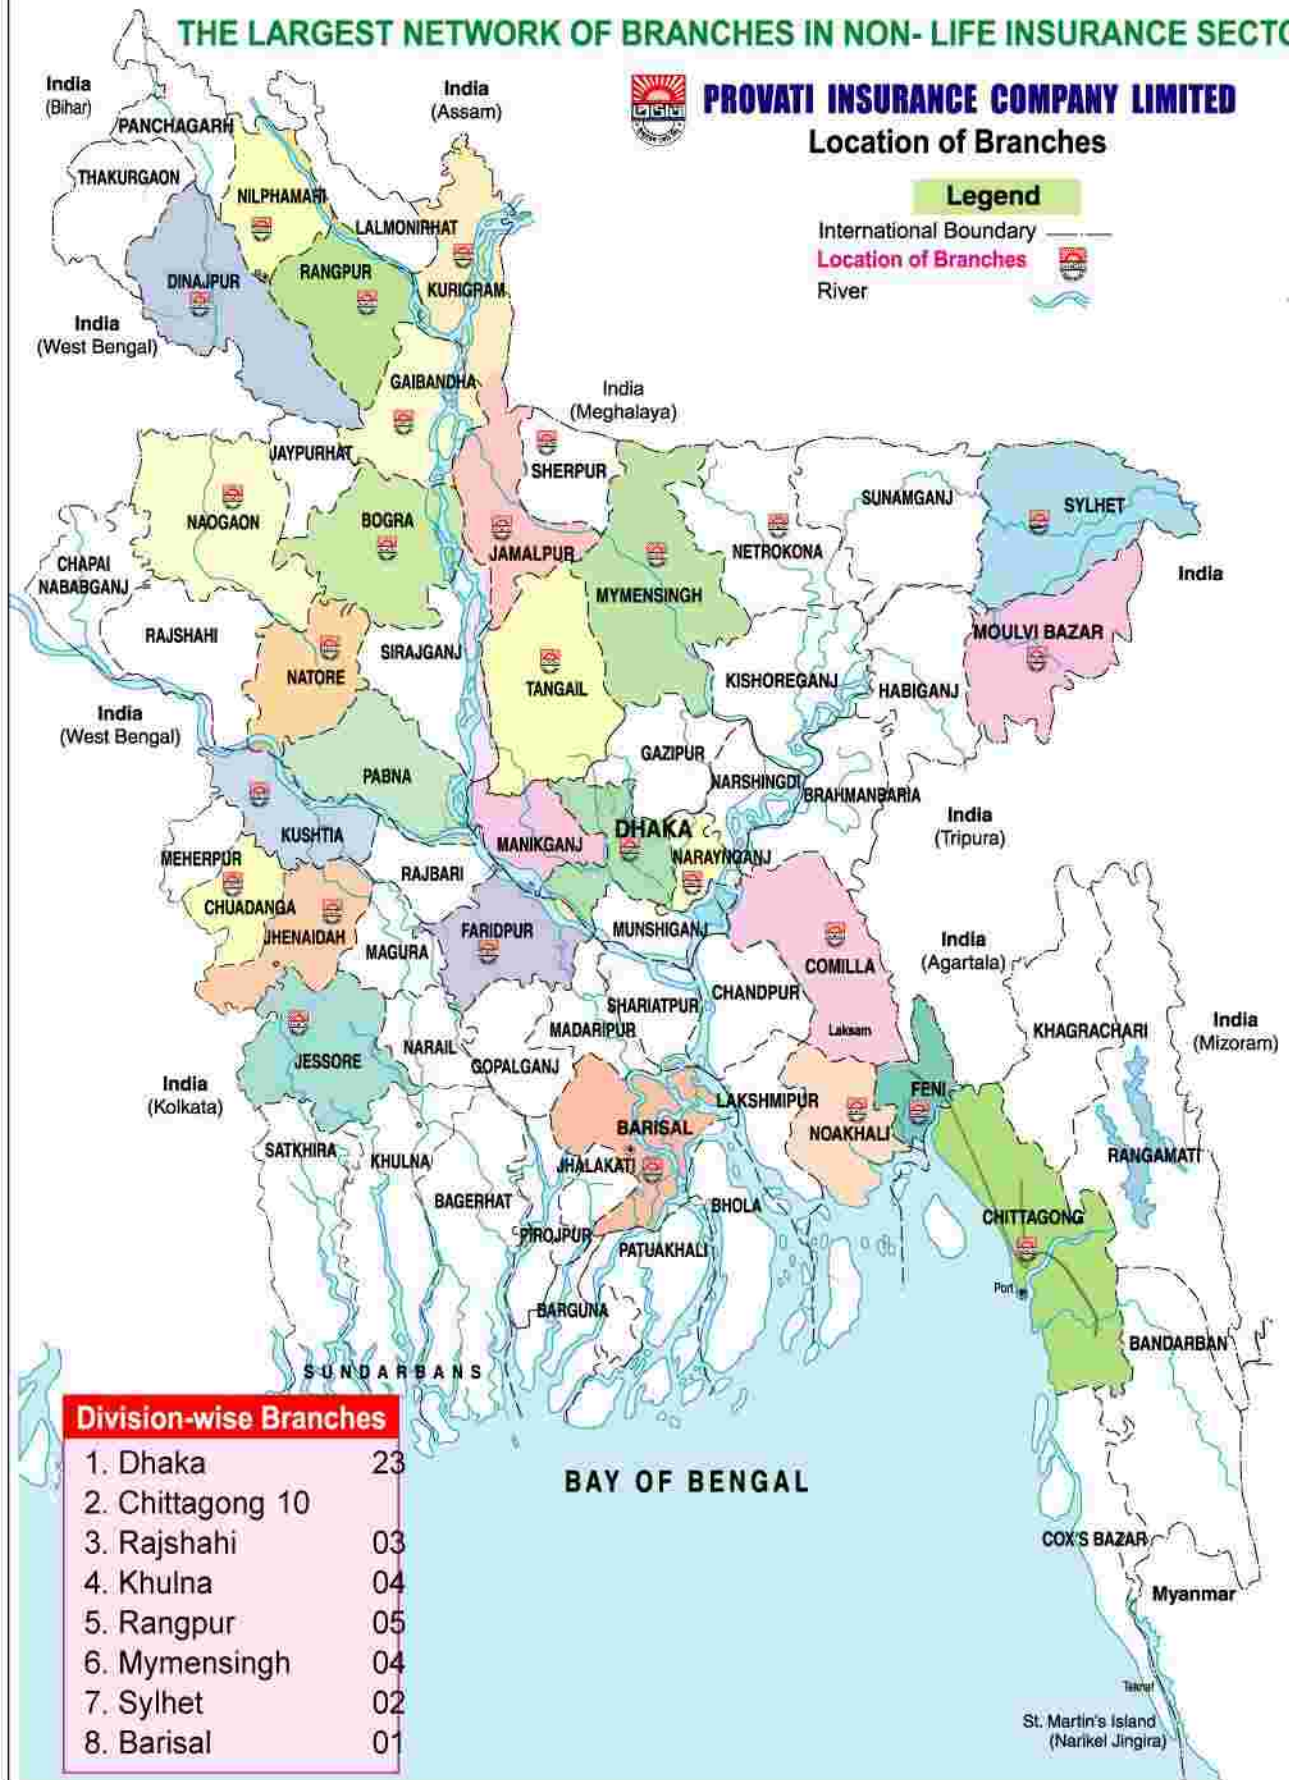 THE LARGEST NETWORK OF BRANCHES IN NON- LIFE INSURANCE
PROVATI INSURANCE COMPANY LIMITED
Location of Branches
Legend
International Boundary
Location of Branches
River
India
(Bihar)
India
(Assam)
PANCHAGARH
THAKURGAON
NILPHAMARI
LALMONIRHAT
DINAJPUR
RANGPUR
KURIGRAM
India
(West Bengal)
GAIBANDHA
India
(Meghalaya)
JAYPURHAT
SHERPUR
SUNAMGANJ
SYLHET
NAOGAON
BOGRA
JAMALPUR
NETROKONA
CHAPAI
NABABGANJ
MYMENSINGH
India
RAJSHAHI
SIRAJGANJ
MOULVI BAZAR
NATORE
TANGAIL
KISHOREGANJ
HABIGANJ
India
(West Bengal)
GAZIPUR
PABNA
NARSHINGDI
BRAHMANBARIA
KUSHTIA
MANIKGANJ
DHAKA
India
(Tripura)
MEHERPUR
RAJBARI
NARAYNGANJ
CHUADANGA
JHENAIDAH
FARIDPUR
MUNSHIGANJ
MAGURA
COMILLA
India
(Agartala)
SHARIATPUR
CHANDPUR
MADARIPUR
Laksam
KHAGRACHARI
India
(Mizoram)
JESSORE
NARAIL
GOPALGANJ
India
(Kolkata)
FENI
LAKSHMIPUR
BARISAL
NOAKHALI
SATKHIRA
KHULNA
JHALAKATI
RANGAMATI
BAGERHAT
BHOLA
CHITTAGONG
PIROJPUR
PATUAKHALI
Port
BARGUNA
BANDARBAN
SUNDARBANS
BAY OF BENGAL
COX'S BAZAR
Myanmar
Teknaf
St. Martin's Island
(Narikel Jingira)
Division-wise Branches
1. Dhaka 23
2. Chittagong 10
3. Rajshahi 03
4. Khulna 04
5. Rangpur 05
6. Mymensingh 04
7. Sylhet 02
8. Barisal 01